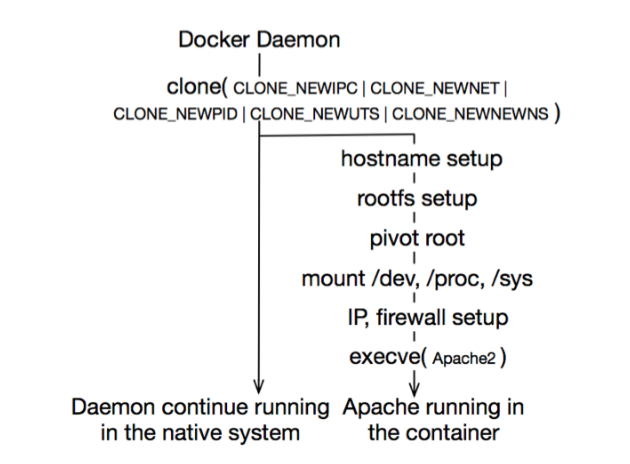 Docker Daemon
clone( CLONE_NEWIPC | CLONE_NEWNET |
CLONE_NEWPID | CLONE_NEWUTS | CLONE_NEWNEWNS )
hostname setup
rootfs setup
pivot root
mount /dev, /proc, /sys
IP, firewall setup
execve( Apache2 )
Daemon continue running
in the native system
Apache running in
the container